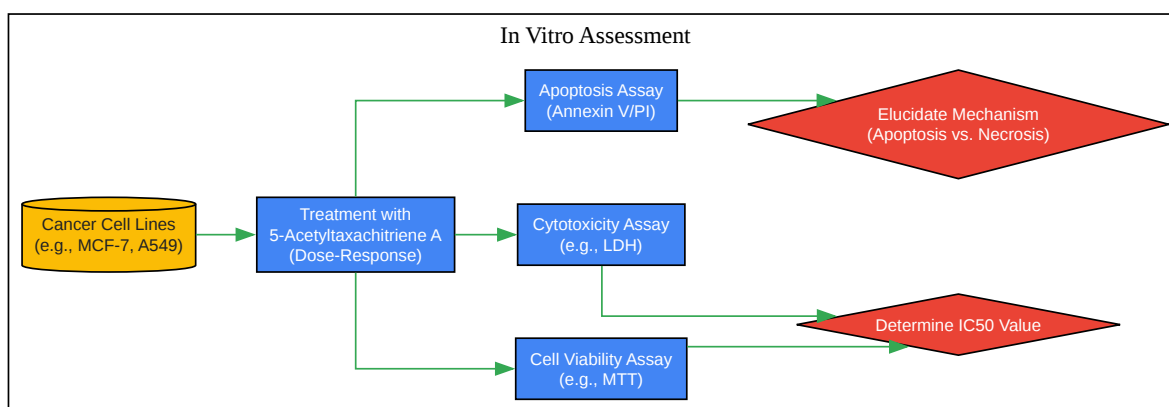 In Vitro Assessment
Apoptosis Assay
(Annexin V/PI)
Elucidate Mechanism
(Apoptosis vs. Necrosis)
Cancer Cell Lines
(e.g., MCF-7, A549)
Treatment with
5-Acetyltaxachitriene A
(Dose-Response)
Cytotoxicity Assay
(e.g., LDH)
Determine IC50 Value
Cell Viability Assay
(e.g., MTT)